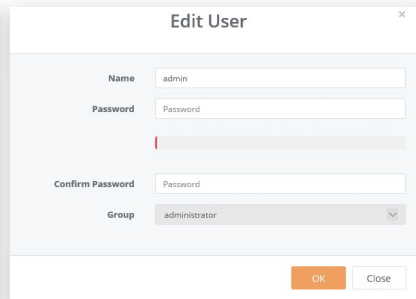 Edit User
×
Name admin
Password Password
Confirm Password Password
Group administrator
OK Close